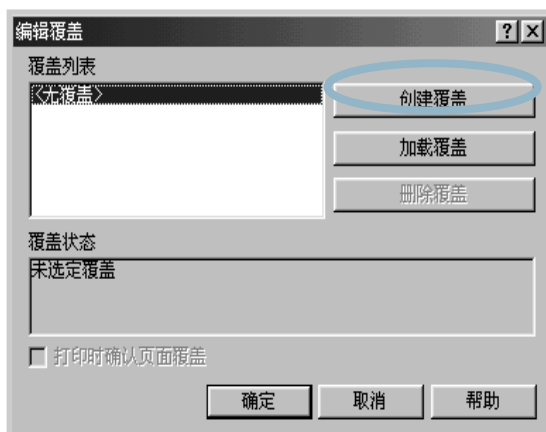 编辑覆盖
覆盖列表
<无覆盖>
创建覆盖
加载覆盖
删除覆盖
覆盖状态
未选定覆盖
打印时确认页面覆盖
确定
取消
帮助